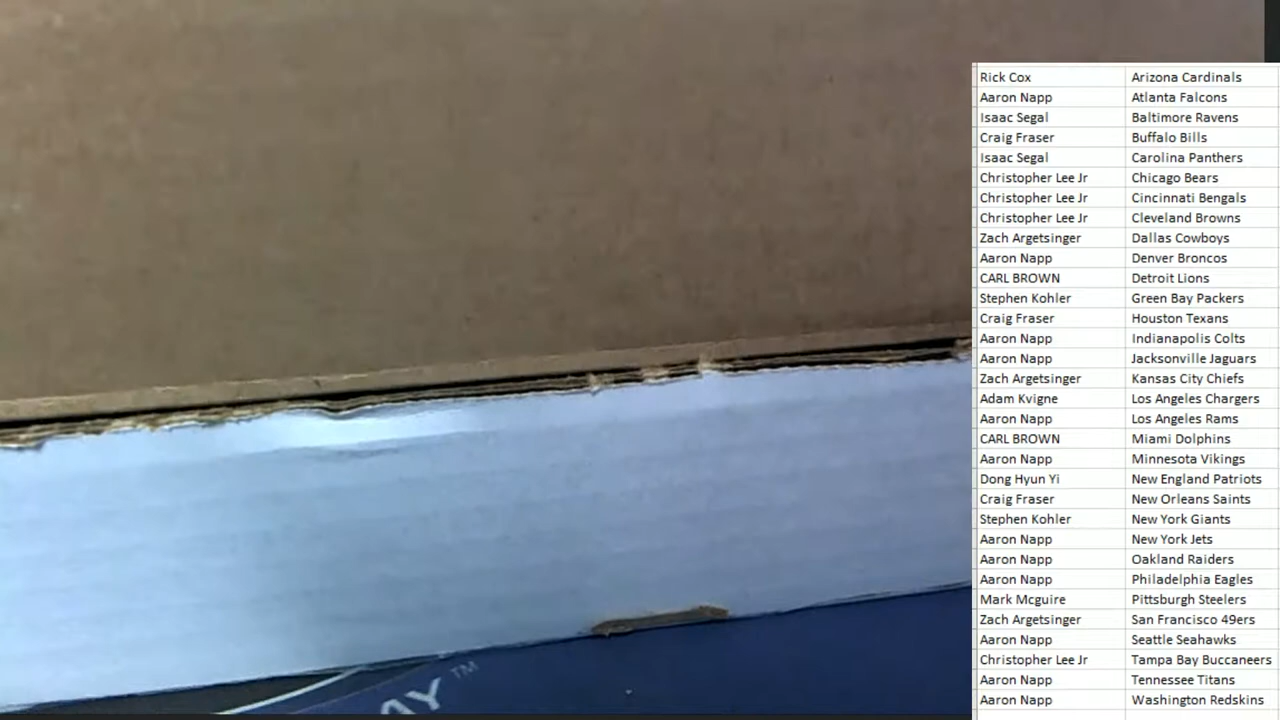 Rick Cox Arizona Cardinals
Aaron Napp Atlanta Falcons
Isaac Segal Baltimore Ravens
Craig Fraser Buffalo Bills
Isaac Segal Carolina Panthers
Christopher Lee Jr Chicago Bears
Christopher Lee Jr Cincinnati Bengals
Christopher Lee Jr Cleveland Browns
Zach Argetsinger Dallas Cowboys
Aaron Napp Denver Broncos
CARL BROWN Detroit Lions
Stephen Kohler Green Bay Packers
Craig Fraser Houston Texans
Aaron Napp Indianapolis Colts
Aaron Napp Jacksonville Jaguars
Zach Argetsinger Kansas City Chiefs
Adam Kvigne Los Angeles Chargers
Aaron Napp Los Angeles Rams
CARL BROWN Miami Dolphins
Aaron Napp Minnesota Vikings
Dong Hyun Yi New England Patriots
Craig Fraser New Orleans Saints
Stephen Kohler New York Giants
Aaron Napp New York Jets
Aaron Napp Oakland Raiders
Aaron Napp Philadelphia Eagles
Mark Mcguire Pittsburgh Steelers
Zach Argetsinger San Francisco 49ers
Aaron Napp Seattle Seahawks
Christopher Lee Jr Tampa Bay Buccaneers
Aaron Napp Tennessee Titans
Aaron Napp Washington Redskins
AY™